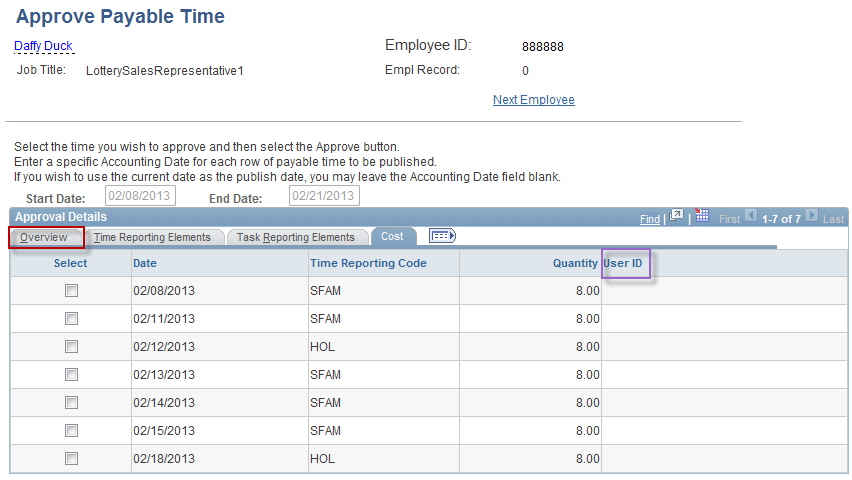 Approve Payable Time
Daffy Duck Employee ID: 888888
Job Title: LotterySalesRepresentative1 Empl Record: 0
Next Employee
Select the time you wish to approve and then select the Approve button.
Enter a specific Accounting Date for each row of payable time to be published.
If you wish to use the current date as the publish date, you may leave the Accounting Date field blank.
Start Date: 02/08/2013 End Date: 02/21/2013
Approval Details Find | | First 1-7 of 7 Last
Overview Time Reporting Elements Task Reporting Elements Cost
Select Date Time Reporting Code Quantity User ID
02/08/2013 SFAM 8.00
02/11/2013 SFAM 8.00
02/12/2013 HOL 8.00
02/13/2013 SFAM 8.00
02/14/2013 SFAM 8.00
02/15/2013 SFAM 8.00
02/18/2013 HOL 8.00